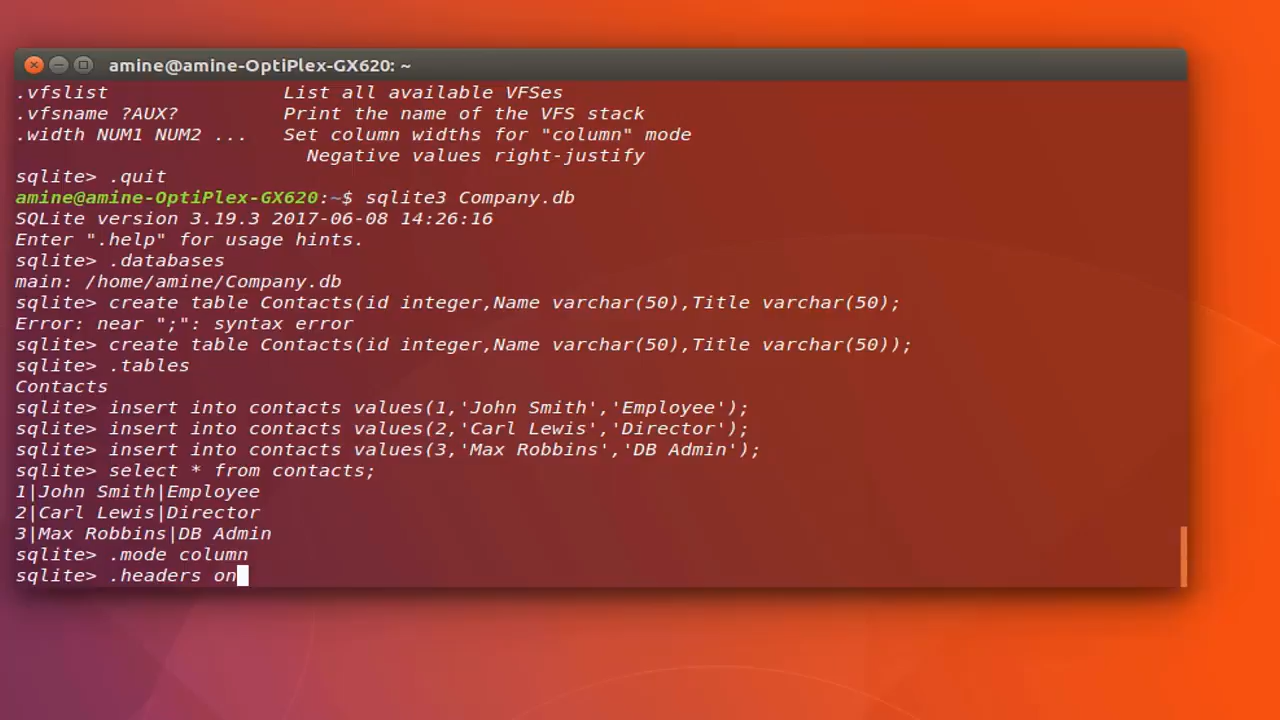 amine@amine-OptiPlex-GX620: ~
.vfslist               List all available VFSes
.vfsname ?AUX?         Print the name of the VFS stack
.width NUM1 NUM2 ...   Set column widths for "column" mode
                         Negative values right-justify
sqlite> .quit
amine@amine-OptiPlex-GX620:~$ sqlite3 Company.db
SQLite version 3.19.3 2017-06-08 14:26:16
Enter ".help" for usage hints.
sqlite> .databases
main: /home/amine/Company.db
sqlite> create table Contacts(id integer,Name varchar(50),Title varchar(50);
Error: near ";": syntax error
sqlite> create table Contacts(id integer,Name varchar(50),Title varchar(50));
sqlite> .tables
Contacts
sqlite> insert into contacts values(1,'John Smith','Employee');
sqlite> insert into contacts values(2,'Carl Lewis','Director');
sqlite> insert into contacts values(3,'Max Robbins','DB Admin');
sqlite> select * from contacts;
1|John Smith|Employee
2|Carl Lewis|Director
3|Max Robbins|DB Admin
sqlite> .mode column
sqlite> .headers on